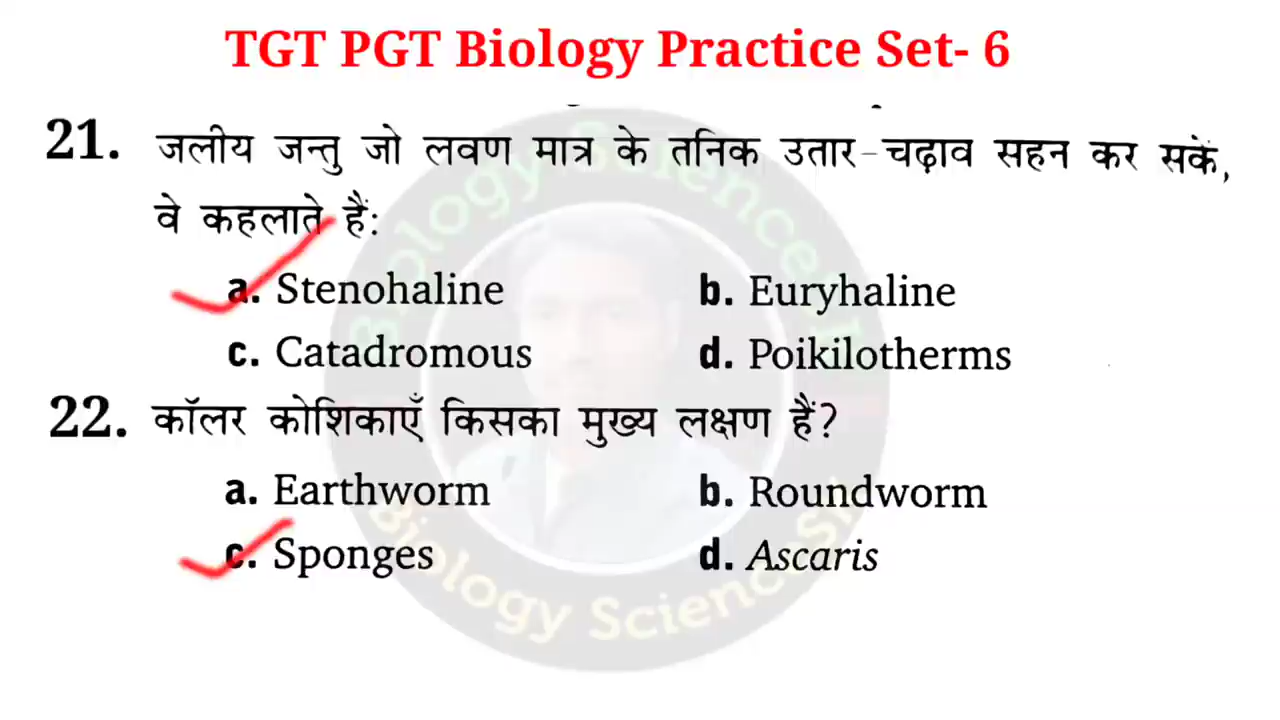 TGT PGT Biology Practice Set- 6
21. जलीय जन्तु जो लवण मात्र के तनिक उतार-चढ़ाव सहन कर सकें,
वे कहलाते हैं:
a. Stenohaline b. Euryhaline
c. Catadromous d. Poikilotherms
22. कॉलर कोशिकाएँ किसका मुख्य लक्षण हैं?
a. Earthworm b. Roundworm
c. Sponges d. Ascaris